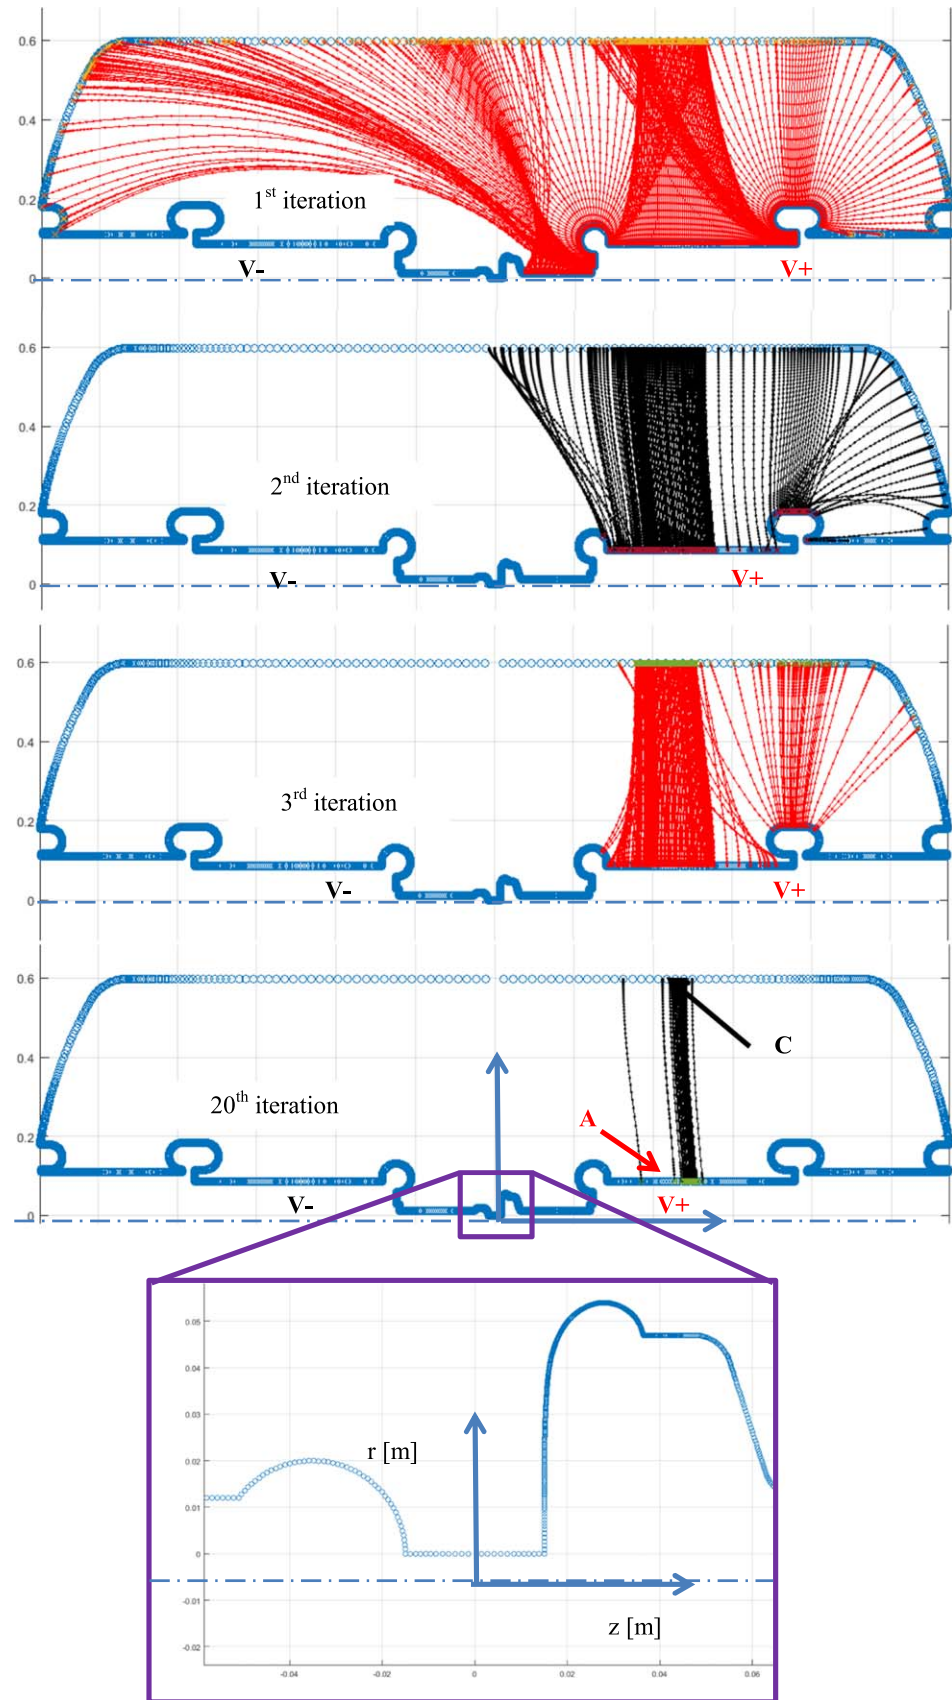 0.6
0.4
0.2
1st iteration
V-
V+
0
0.6
0.4
2nd iteration
0.2
V-
V+
0
0.6
0.4
3rd iteration
0.2
V-
V+
0
0.6
C
0.4
20th iteration
A
0.2
V-
V+
0
0.05
0.04
0.03
r [m]
0.02
0.01
0
-0.01
z [m]
-0.02
-0.04 -0.02 0 0.02 0.04 0.06